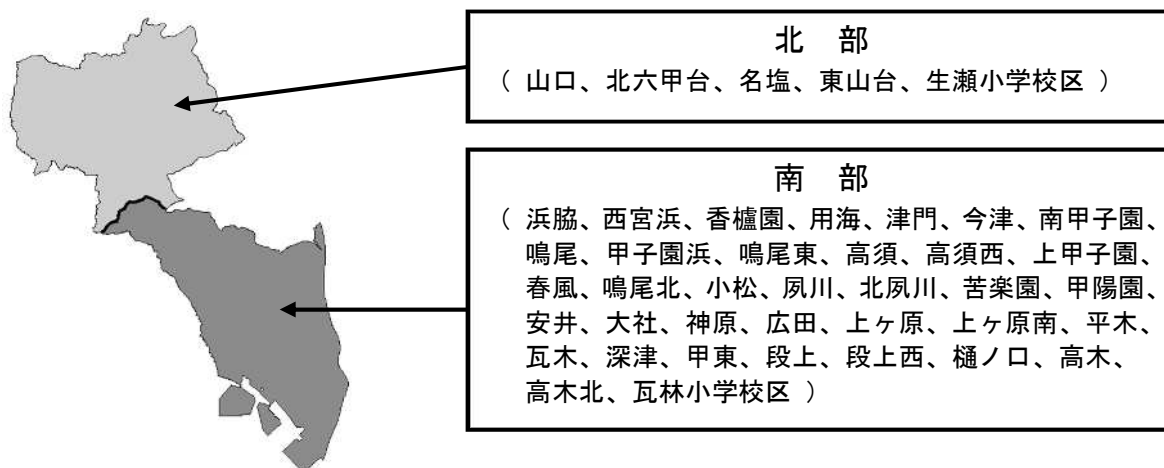 北 部
（ 山口、北六甲台、名塩、東山台、生瀬小学校区 ）
南 部
（ 浜脇、西宮浜、香櫨園、用海、津門、今津、南甲子園、
鳴尾、甲子園浜、鳴尾東、高須、高須西、上甲子園、
春風、鳴尾北、小松、夙川、北夙川、苦楽園、甲陽園、
安井、大社、神原、広田、上ヶ原、上ヶ原南、平木、
瓦木、深津、甲東、段上、段上西、樋ノ口、高木、
高木北、瓦林小学校区 ）